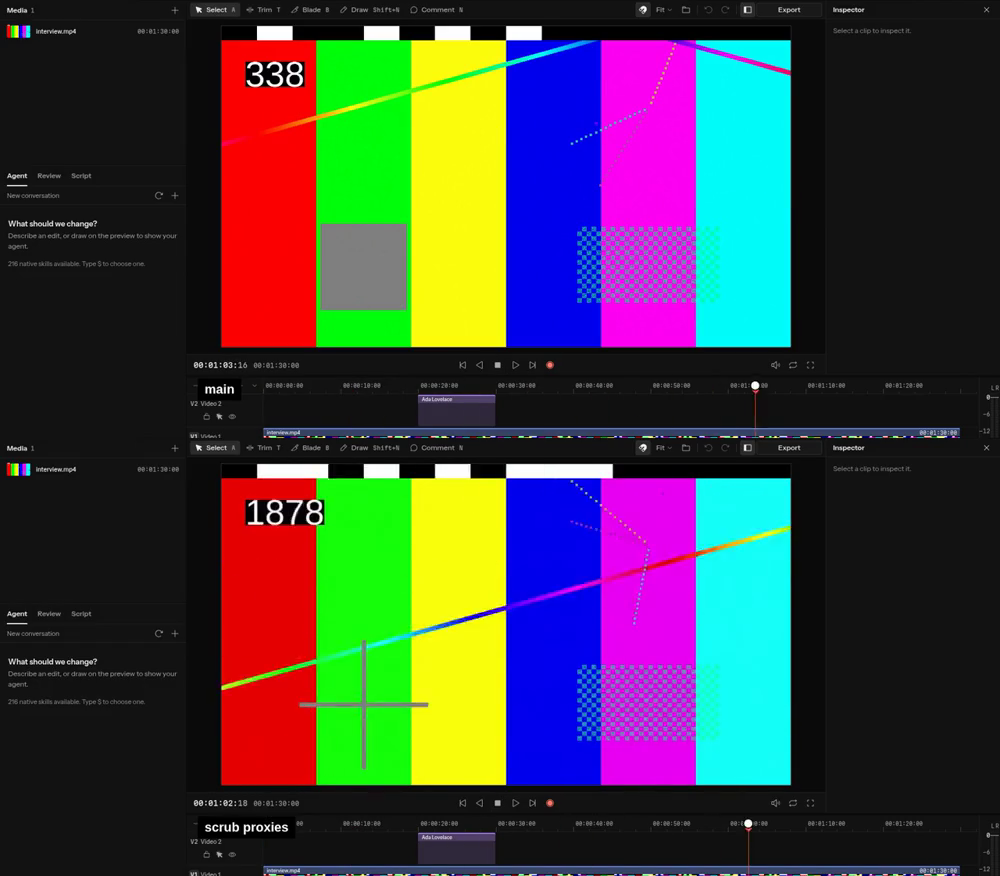 Media 1
Select A Trim T Blade B Draw Shift+N Comment N Fit Export
Inspector
interview.mp4 00:01:30:00
Select a clip to inspect it.
338
Agent Review Script
New conversation
What should we change?
Describe an edit, or draw on the preview to show your
agent.
216 native skills available. Type $ to choose one.
00:01:03:16 00:01:30:00
main
00:00:00:00 00:00:10:00 00:00:20:00 00:00:30:00 00:00:40:00 00:00:50:00 00:01:10:00 00:01:20:00
L R
V2 Video 2
Ada Lovelace
0
-6
-12
V1 Video 1
interview.mp4 00:01:30:00
Media 1
Select A Trim T Blade B Draw Shift+N Comment N Fit Export
Inspector
interview.mp4 00:01:30:00
Select a clip to inspect it.
1878
Agent Review Script
New conversation
What should we change?
Describe an edit, or draw on the preview to show your
agent.
216 native skills available. Type $ to choose one.
00:01:02:18 00:01:30:00
scrub proxies
00:00:10:00 00:00:20:00 00:00:30:00 00:00:40:00 00:00:50:00 00:01:10:00 00:01:20:00
L R
V2 Video 2
Ada Lovelace
0
-6
-12
V1 Video 1
interview.mp4 00:01:30:00